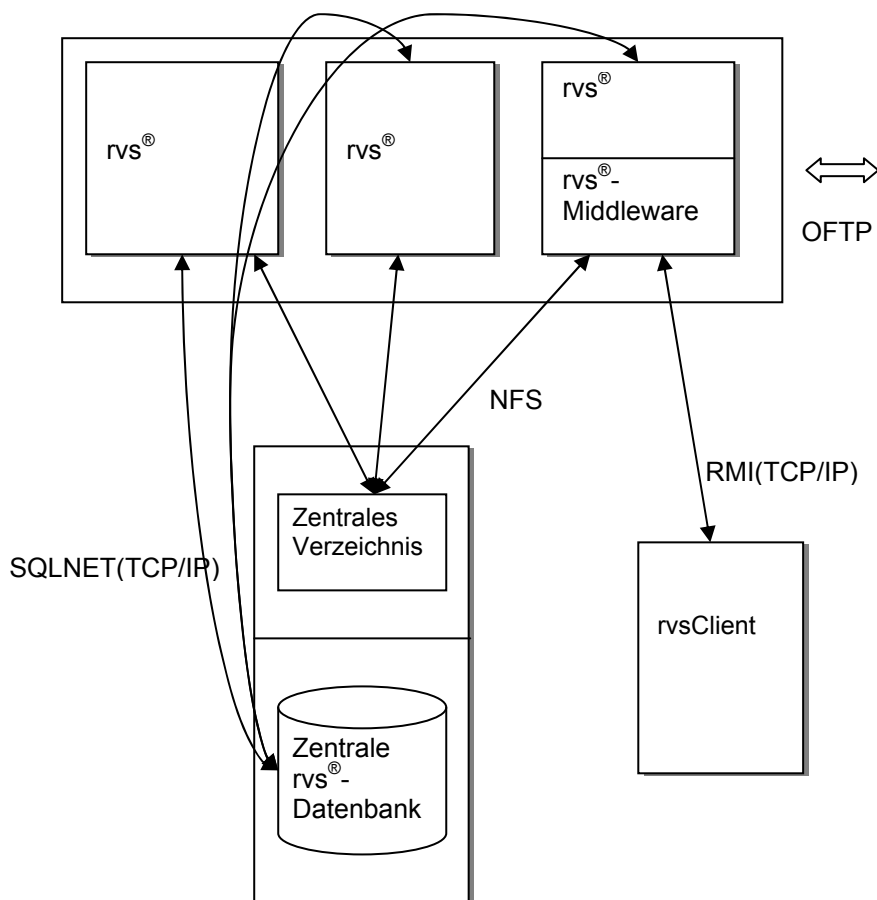 rvs®
rvs®
rvs®
rvs®-
Middleware
OFTP
NFS
RMI(TCP/IP)
Zentrales
Verzeichnis
SQLNET(TCP/IP)
rvsClient
Zentrale
rvs®-
Datenbank